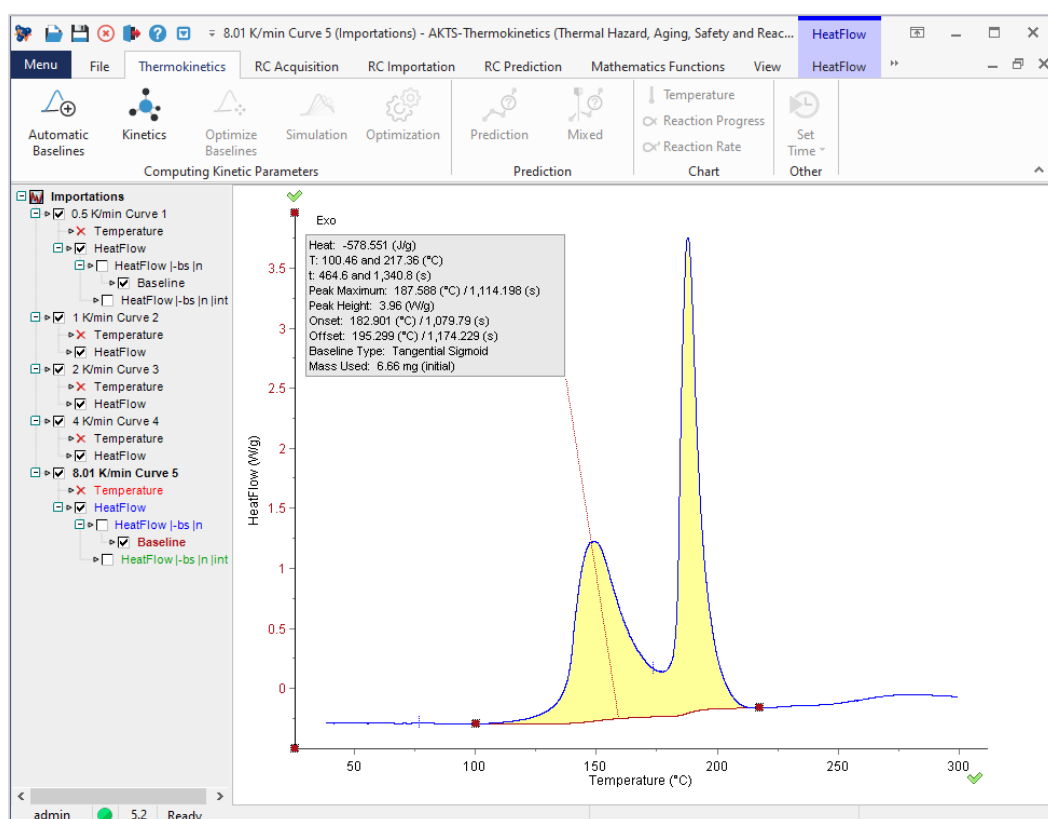 8.01 K/min Curve 5 (Importations) - AKTS-Thermokinetics (Thermal Hazard, Aging, Safety and Reac... HeatFlow
Menu File Thermokinetics RC Acquisition RC Importation RC Prediction Mathematics Functions View HeatFlow
Automatic Baselines
Kinetics
Optimize Baselines
Simulation
Optimization
Prediction
Mixed
Temperature
Reaction Progress
Reaction Rate
Set Time
Computing Kinetic Parameters Prediction Chart Other
Importations
0.5 K/min Curve 1
Temperature
HeatFlow
HeatFlow |-bs |n
Baseline
HeatFlow |-bs |n |int
1 K/min Curve 2
Temperature
HeatFlow
2 K/min Curve 3
Temperature
HeatFlow
4 K/min Curve 4
Temperature
HeatFlow
8.01 K/min Curve 5
Temperature
HeatFlow
HeatFlow |-bs |n
Baseline
HeatFlow |-bs |n |int
Exo
Heat: -578.551 (J/g)
T: 100.46 and 217.36 (°C)
t: 464.6 and 1,340.8 (s)
Peak Maximum: 187.588 (°C) / 1,114.198 (s)
Peak Height: 3.96 (W/g)
Onset: 182.901 (°C) / 1,079.79 (s)
Offset: 195.299 (°C) / 1,174.229 (s)
Baseline Type: Tangential Sigmoid
Mass Used: 6.66 mg (initial)
3.5
3
2.5
2
1.5
1
0.5
0
HeatFlow (W/g)
50 100 150 200 250 300
Temperature (°C)
admin 5.2 Ready